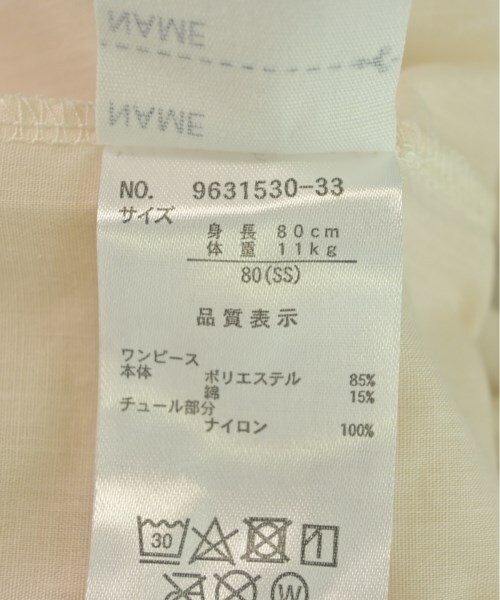 NAME
NAME
NO. 9631530-33
サイズ
身 長 80cm
体 重 11kg
80(SS)
品質表示
ワンピース
本体 ポリエステル 85%
綿 15%
チュール部分
ナイロン 100%
30
W